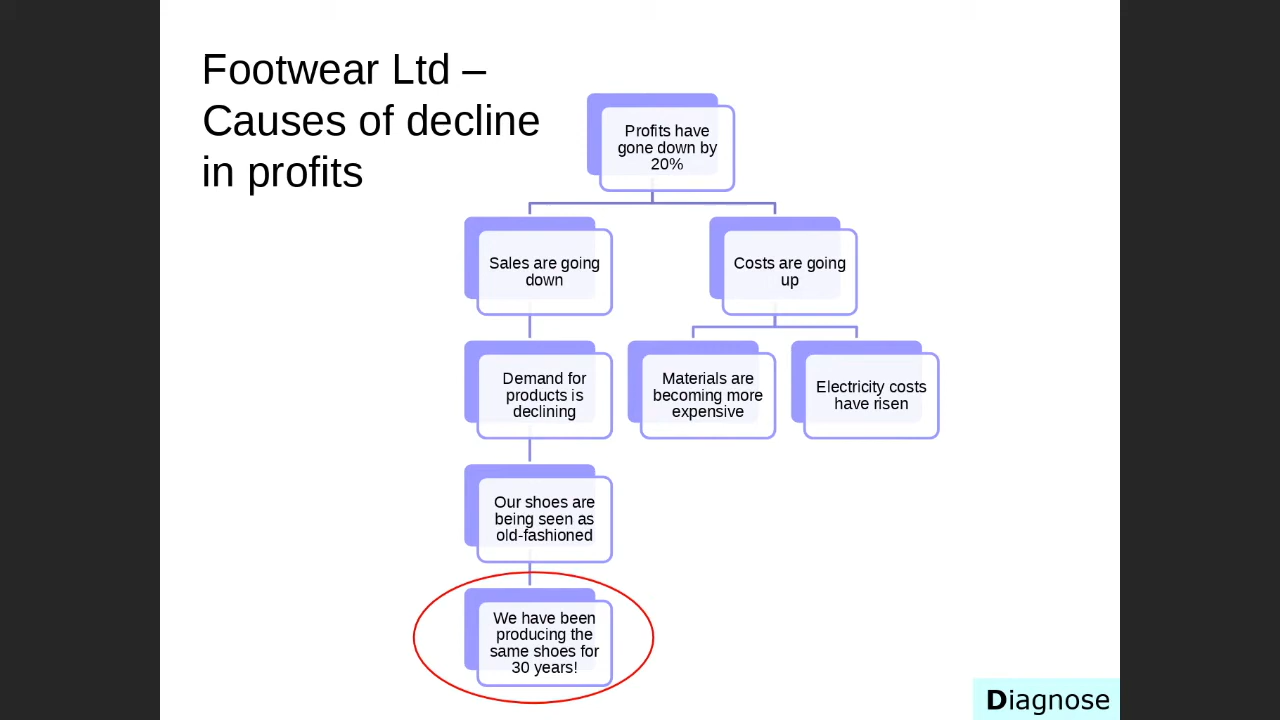 Footwear Ltd –
Causes of decline
in profits
Profits have
gone down by
20%
Sales are going
down
Costs are going
up
Demand for
products is
declining
Materials are
becoming more
expensive
Electricity costs
have risen
Our shoes are
being seen as
old-fashioned
We have been
producing the
same shoes for
30 years!
Diagnose